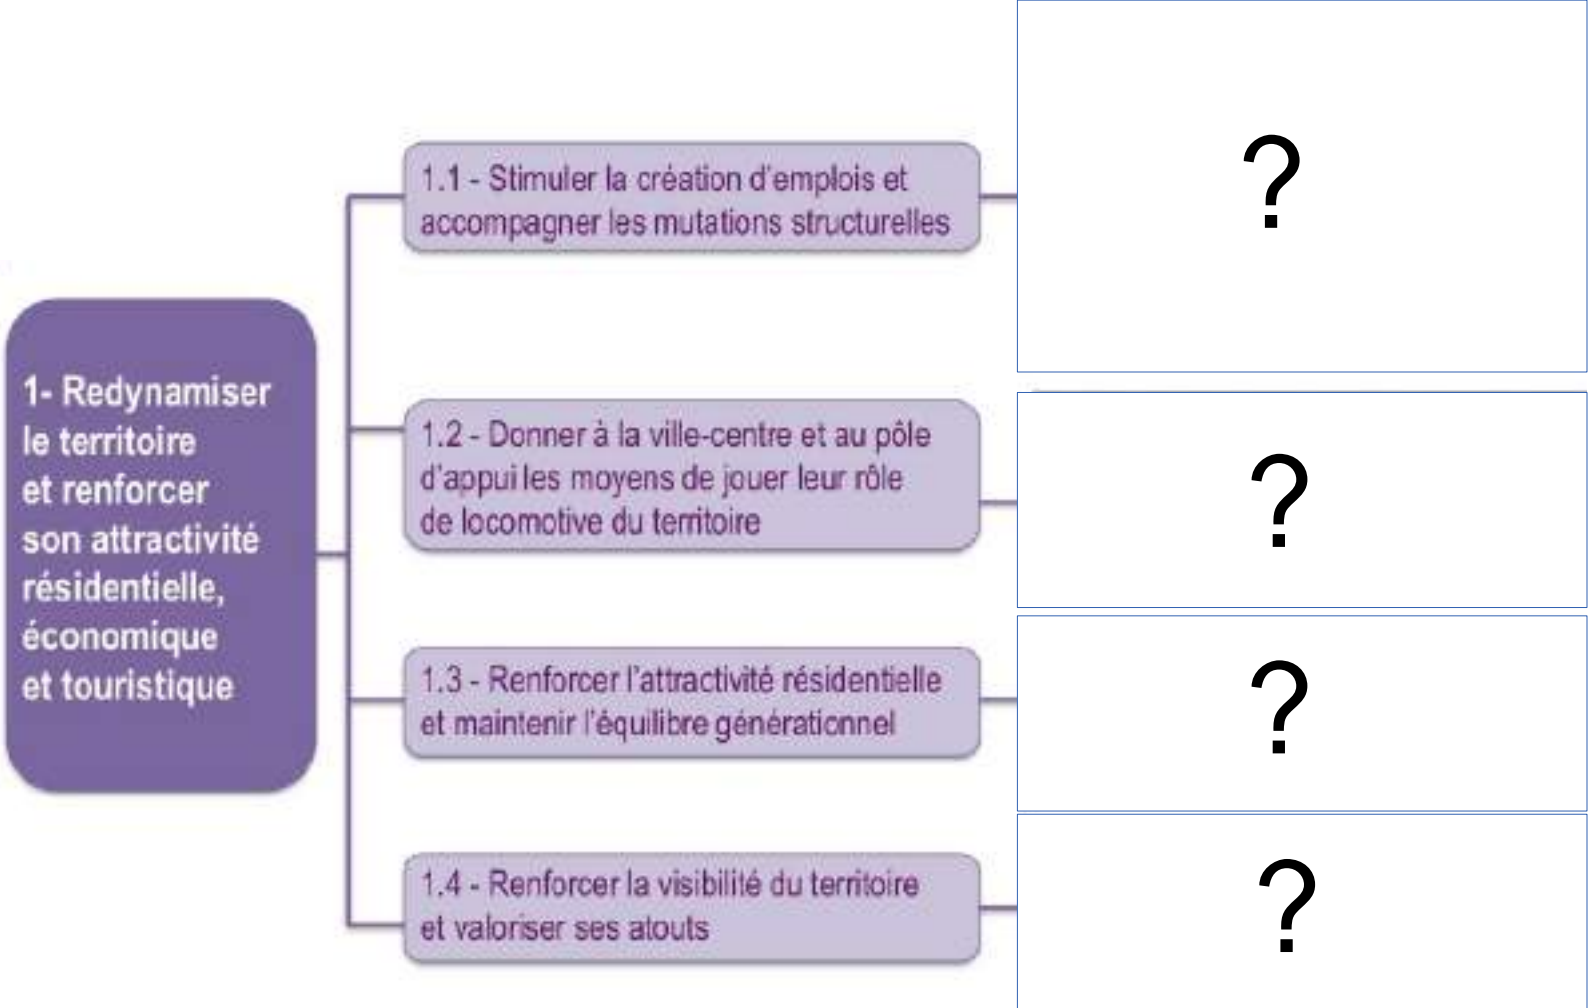 1- Redynamiser
le territoire
et renforcer
son attractivité
résidentielle,
économique
et touristique
1.1 - Stimuler la création d'emplois et
accompagner les mutations structurelles
?
1.2 - Donner à la ville-centre et au pôle
d'appui les moyens de jouer leur rôle
de locomotive du territoire
?
1.3 - Renforcer l'attractivité résidentielle
et maintenir l'équilibre générationnel
?
1.4 - Renforcer la visibilité du territoire
et valoriser ses atouts
?